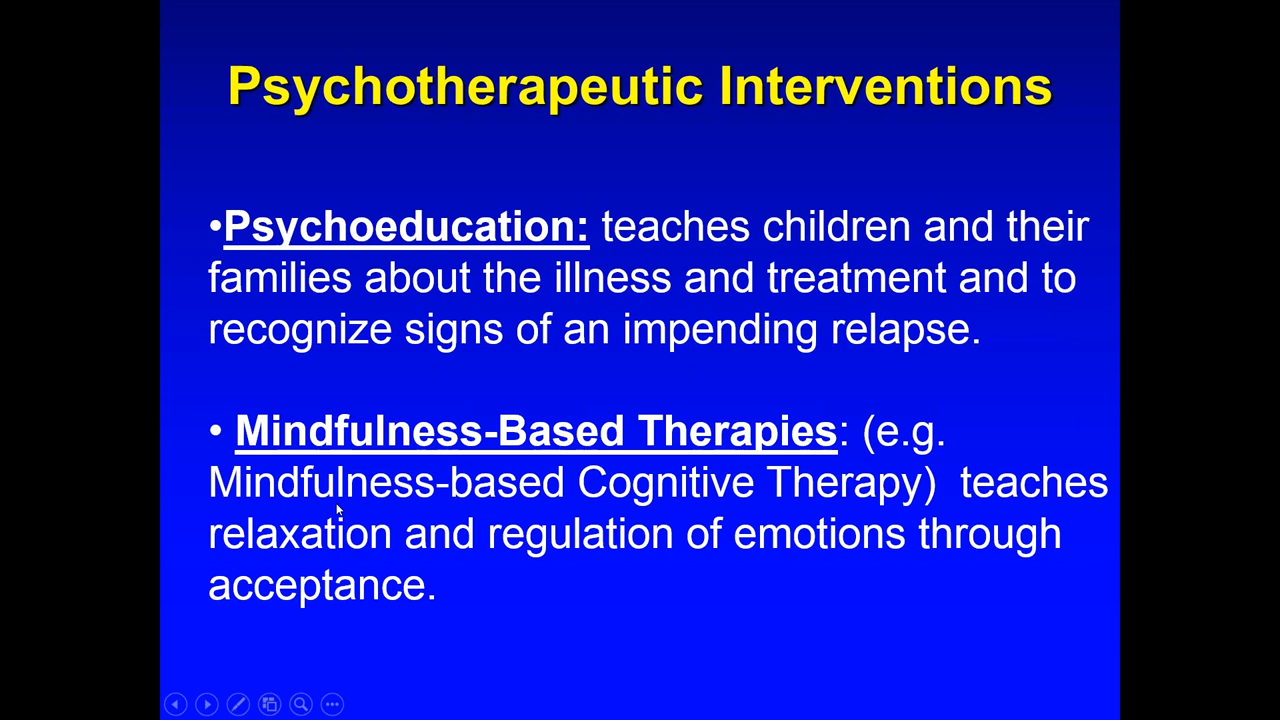 Psychotherapeutic Interventions
•Psychoeducation: teaches children and their
families about the illness and treatment and to
recognize signs of an impending relapse.
• Mindfulness-Based Therapies: (e.g.
Mindfulness-based Cognitive Therapy)  teaches
relaxation and regulation of emotions through
acceptance.